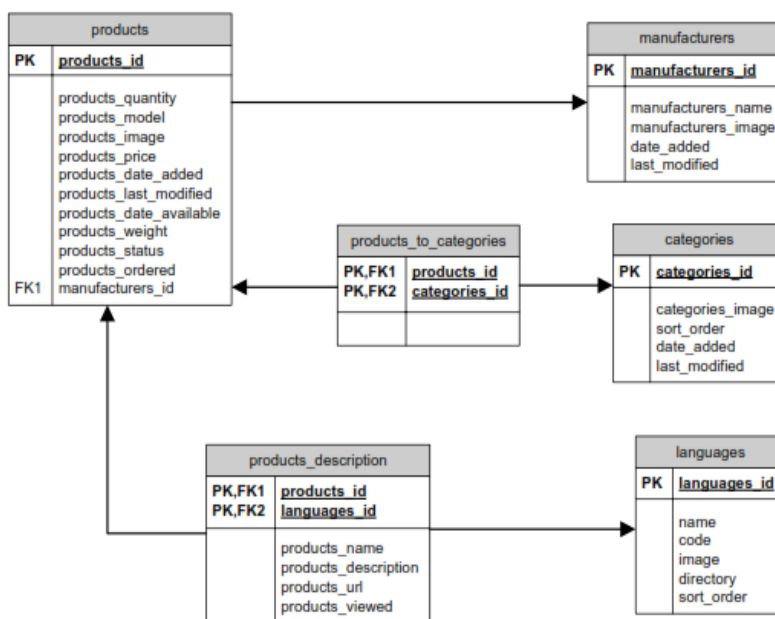 products
PK products_id
products_quantity
products_model
products_image
products_price
products_date_added
products_last_modified
products_date_available
products_weight
products_status
products_ordered
FK1 manufacturers_id
manufacturers
PK manufacturers_id
manufacturers_name
manufacturers_image
date_added
last_modified
products_to_categories
PK,FK1 products_id
PK,FK2 categories_id
categories
PK categories_id
categories_image
sort_order
date_added
last_modified
products_description
PK,FK1 products_id
PK,FK2 languages_id
products_name
products_description
products_url
products_viewed
languages
PK languages_id
name
code
image
directory
sort_order